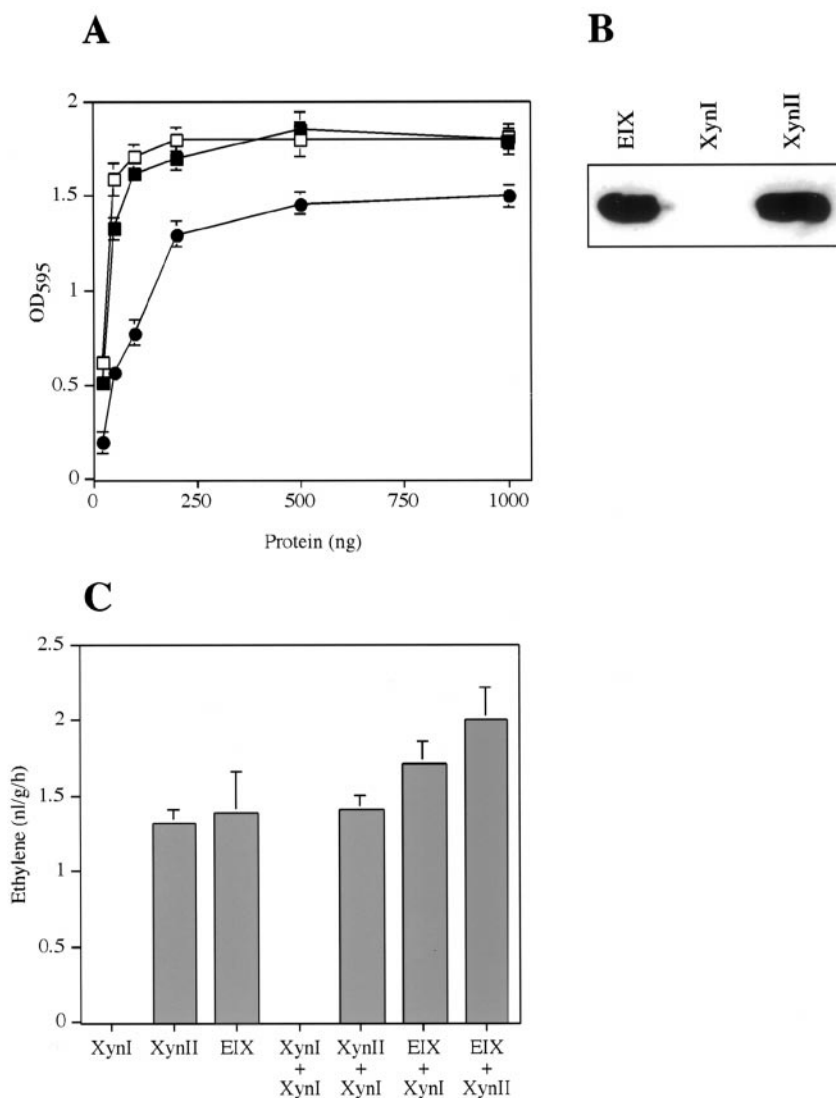 A
B
EIX
XynI
XynII
2
1.5
1
0.5
0
OD595
0
250
500
750
1000
Protein (ng)
C
2.5
2
1.5
1
0.5
0
Ethylene (nl/g/h)
XynI
XynII
EIX
XynI
+
XynI
XynII
+
XynI
EIX
+
XynI
EIX
+
XynII